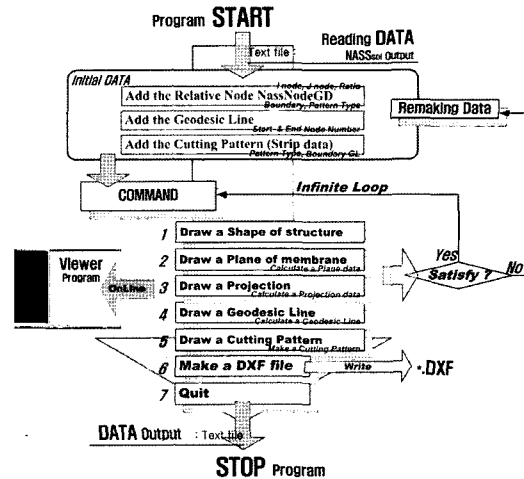 Program START
Reading DATA
NASSsol Output
Text file :
Initial DATA
I node, J node, Ratio
Add the Relative Node NassNodeGD
Boundary, Pattern Type
Add the Geodesic Line
Start & End Node Number
Add the Cutting Pattern (Strip data)
Pattern Type, Boundary GL
Remaking Data
COMMAND
Infinite Loop
1 Draw a Shape of structure
2 Draw a Plane of membrane
Calculate a Plane data
3 Draw a Projection
Calculate a Projection data
4 Draw a Geodesic Line
Calculate a Geodesic Line
5 Draw a Cutting Pattern
Make a Cutting Pattern
6 Make a DXF file
7 Quit
Viewer
Program
OnLine
Yes
Satisfy ?
No
Write
*.DXF
DATA Output : Text file
STOP Program